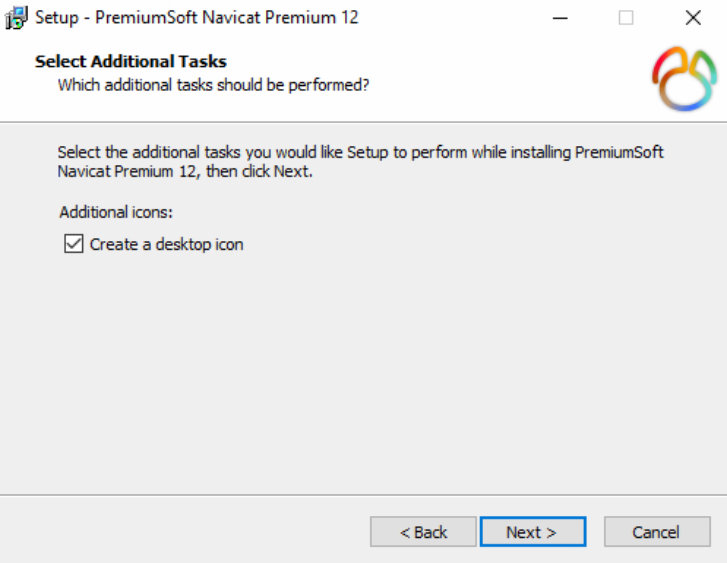 Setup - PremiumSoft Navicat Premium 12
Select Additional Tasks
Which additional tasks should be performed?
Select the additional tasks you would like Setup to perform while installing PremiumSoft
Navicat Premium 12, then click Next.
Additional icons:
Create a desktop icon
< Back Next > Cancel